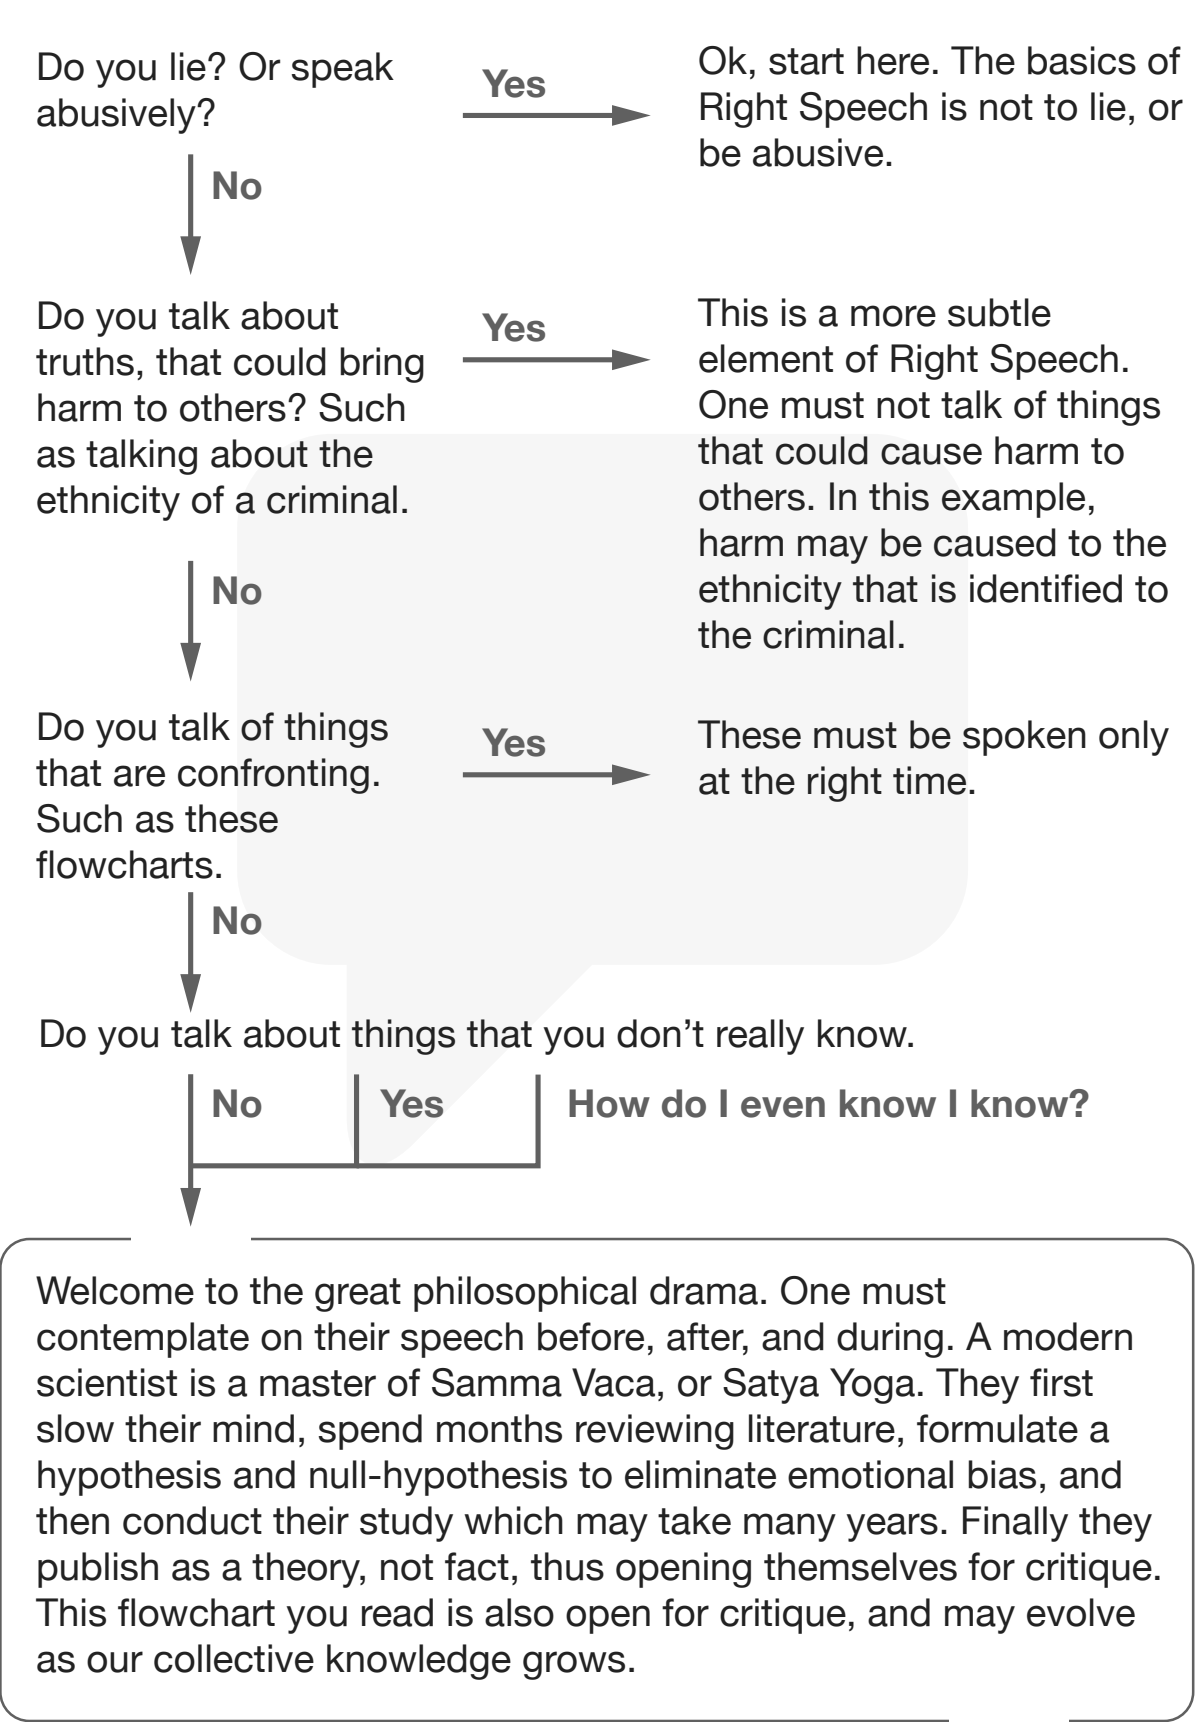 Do you lie? Or speak
abusively?
Yes
Ok, start here. The basics of
Right Speech is not to lie, or
be abusive.
No
Do you talk about
truths, that could bring
harm to others? Such
as talking about the
ethnicity of a criminal.
Yes
This is a more subtle
element of Right Speech.
One must not talk of things
that could cause harm to
others. In this example,
harm may be caused to the
ethnicity that is identified to
the criminal.
No
Do you talk of things
that are confronting.
Such as these
flowcharts.
Yes
These must be spoken only
at the right time.
No
Do you talk about things that you don’t really know.
No
Yes
How do I even know I know?
Welcome to the great philosophical drama. One must
contemplate on their speech before, after, and during. A modern
scientist is a master of Samma Vaca, or Satya Yoga. They first
slow their mind, spend months reviewing literature, formulate a
hypothesis and null-hypothesis to eliminate emotional bias, and
then conduct their study which may take many years. Finally they
publish as a theory, not fact, thus opening themselves for critique.
This flowchart you read is also open for critique, and may evolve
as our collective knowledge grows.